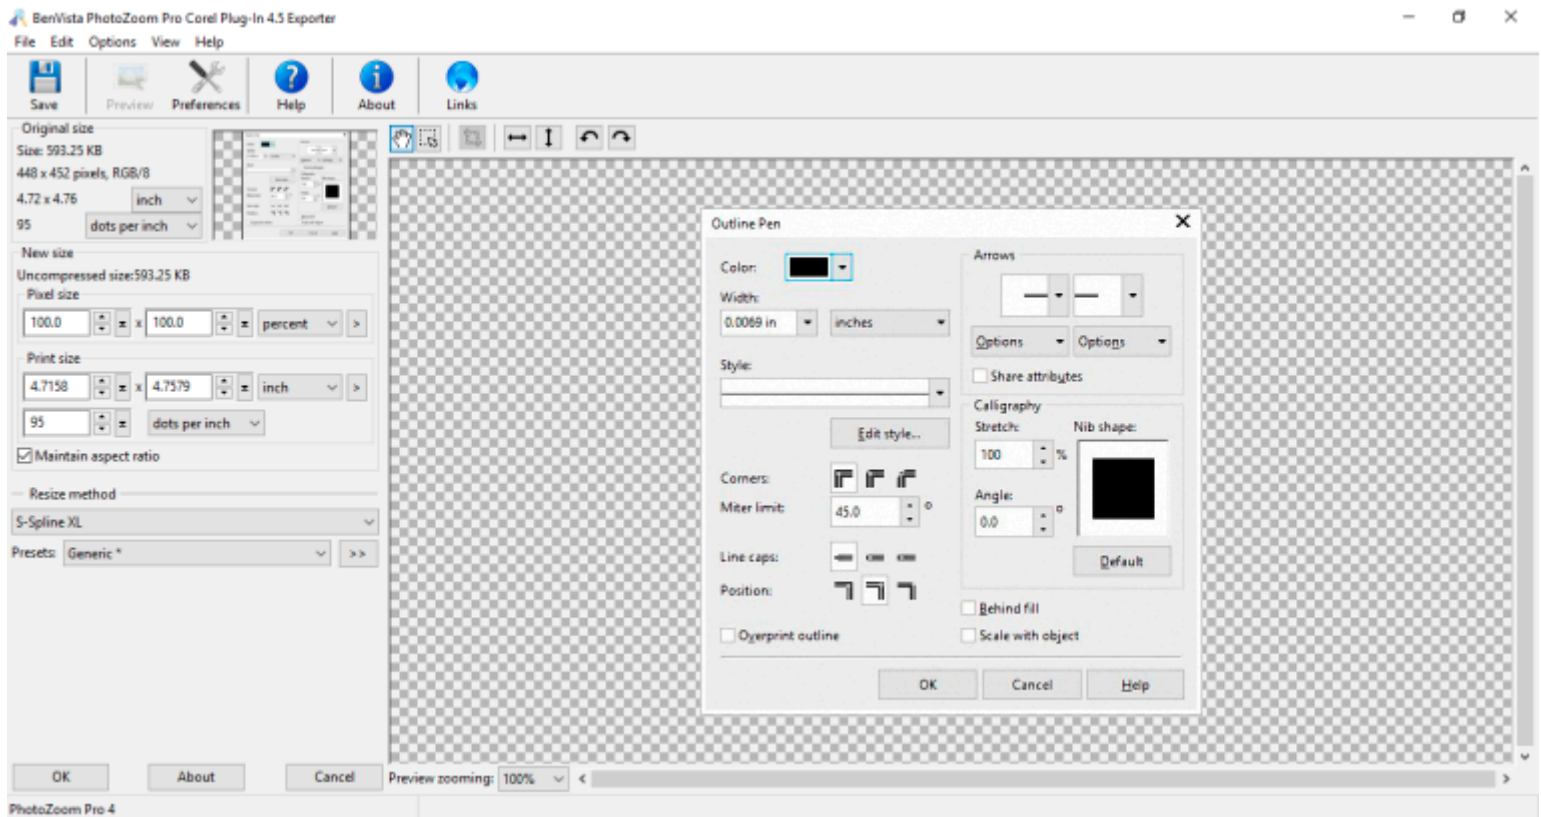 BenVista PhotoZoom Pro Corel Plug-In 4.5 Exporter
File Edit Options View Help
Save Preview Preferences Help About Links
Original size
Size: 593.25 KB
448 x 452 pixels, RGB/8
4.72 x 4.76 inch
95 dots per inch
New size
Uncompressed size:593.25 KB
Pixel size
100.0 x 100.0 percent >
Print size
4.7158 x 4.7579 inch >
95 dots per inch
Maintain aspect ratio
Resize method
S-Spline XL
Presets: Generic * >>
OK About Cancel
Outline Pen
Color:
Width:
0.0069 in inches
Style:
Edit style...
Corners:
Miter limit: 45.0 °
Line caps:
Position:
Overprint outline
Arrows
Options Options
Share attributes
Calligraphy
Stretch: Nib shape:
100 %
Angle:
0.0 °
Default
Behind fill
Scale with object
OK Cancel Help
Preview zooming: 100%
PhotoZoom Pro 4